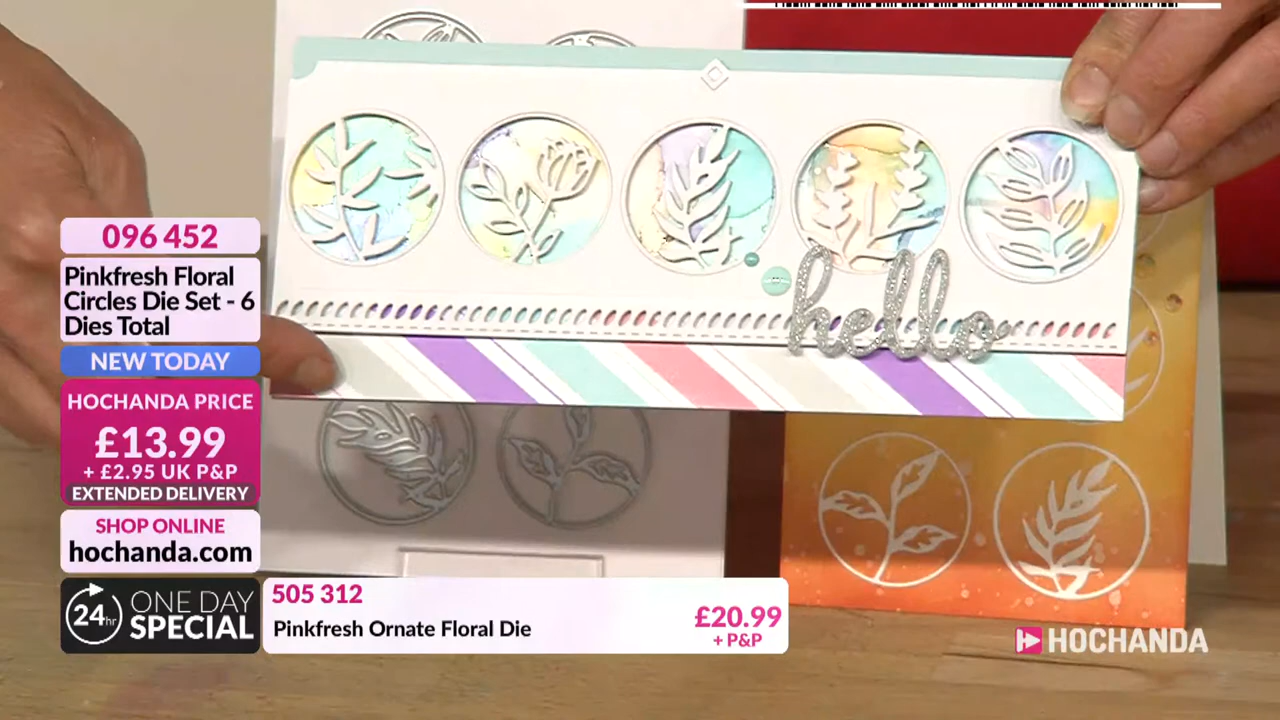 hello
096 452
Pinkfresh Floral
Circles Die Set - 6
Dies Total
NEW TODAY
HOCHANDA PRICE
£13.99
+ £2.95 UK P&P
EXTENDED DELIVERY
SHOP ONLINE
hochanda.com
24hr
ONE DAY
SPECIAL
505 312
Pinkfresh Ornate Floral Die
£20.99
+ P&P
HOCHANDA